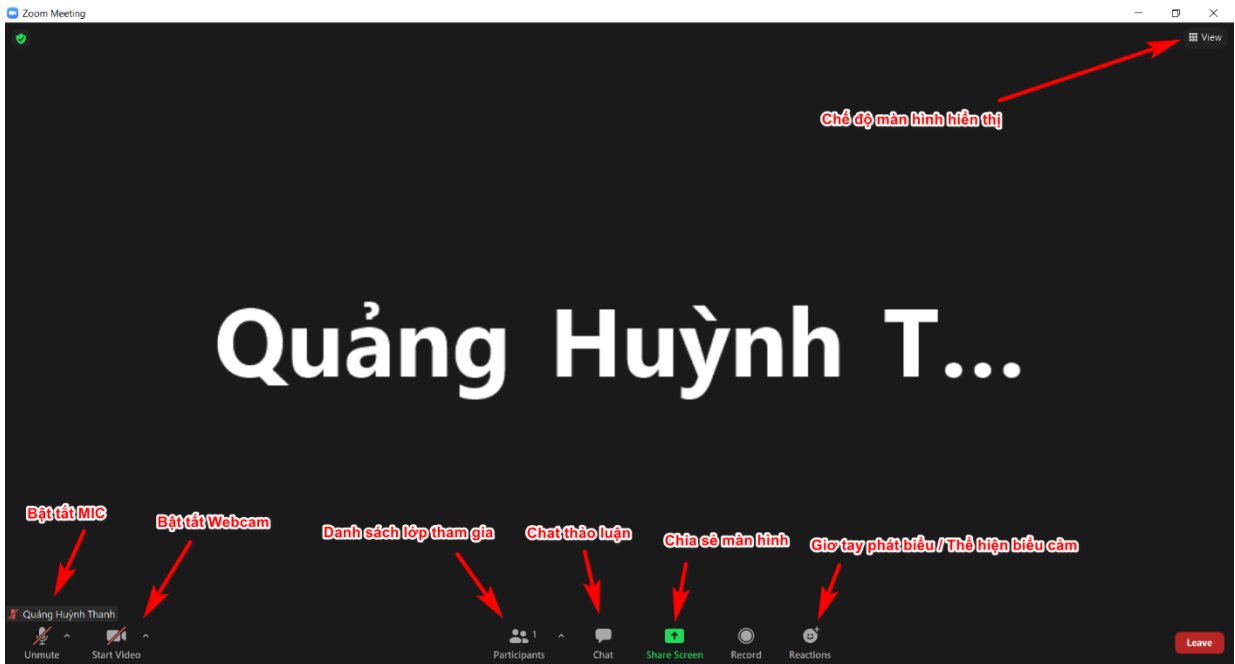 Zoom Meeting
View
Chế độ màn hình hiển thị
Quảng Huỳnh T...
Bật tắt MIC
Bật tắt Webcam
Danh sách lớp tham gia
Chat thảo luận
Chia sẽ màn hình
Giơ tay phát biểu / Thể hiện biểu cảm
Quảng Huỳnh Thanh
Unmute
Start Video
Participants
1
Chat
Share Screen
Record
Reactions
Leave